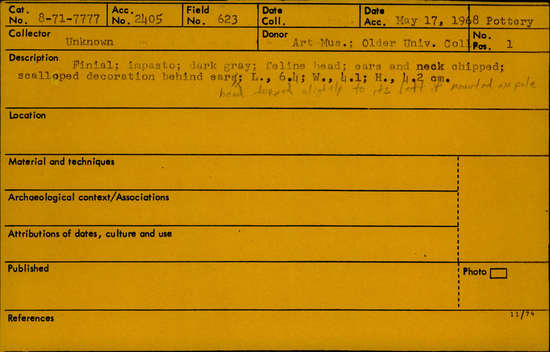 Cat. No. 8-71-7777 Acc. No. 2405 Field No. 623 Date Coll. Date Acc. May 17, 1968 Pottery
Collector Unknown Donor Art Mus.; Older Univ. Coll No. Pcs. 1
Description Finial; impasto; dark gray; feline head; ears and neck chipped;
scalloped decoration behind ears; L., 6.4; W., 4.1; H., 4.2 cm.
head turned slightly to its left if mounted on pole
Location
Material and techniques
Archaeological context/Associations
Attributions of dates, culture and use
Published Photo
References 11/74